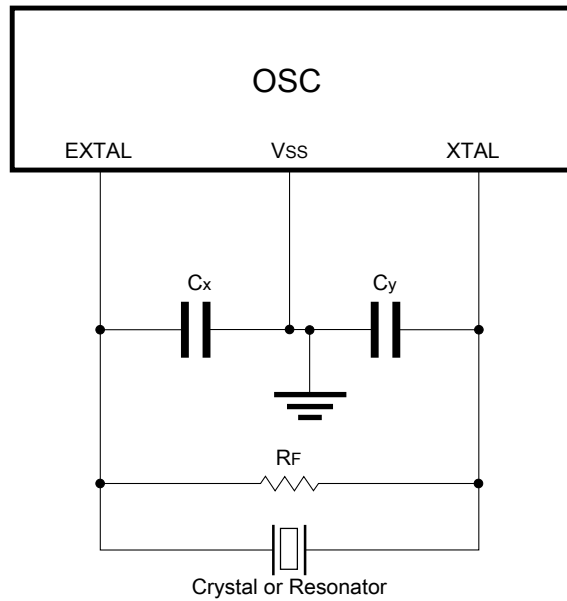 OSC
EXTAL VSS XTAL
Cx Cy
RF
Crystal or Resonator